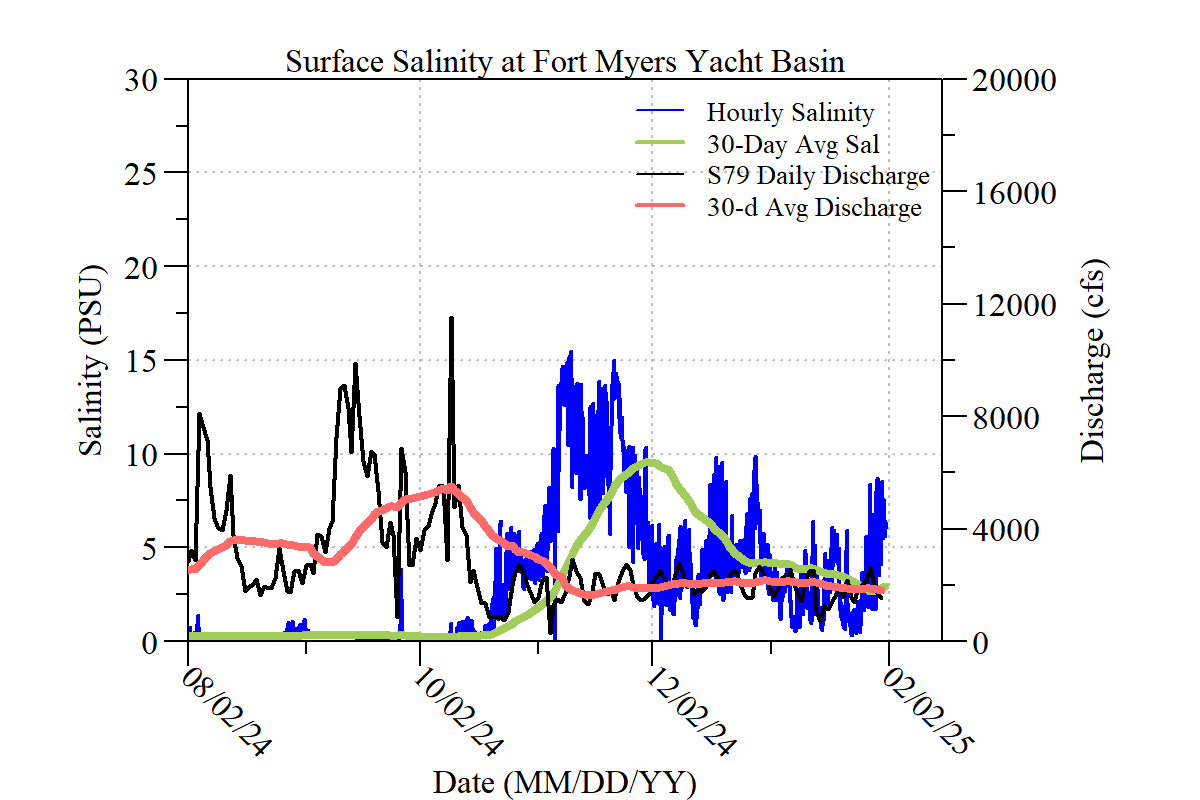 Surface Salinity at Fort Myers Yacht Basin
30
25
20
15
10
5
0
Salinity (PSU)
Hourly Salinity
30-Day Avg Sal
S79 Daily Discharge
30-d Avg Discharge
20000
16000
12000
8000
4000
0
Discharge (cfs)
08/02/24
10/02/24
12/02/24
02/02/25
Date (MM/DD/YY)